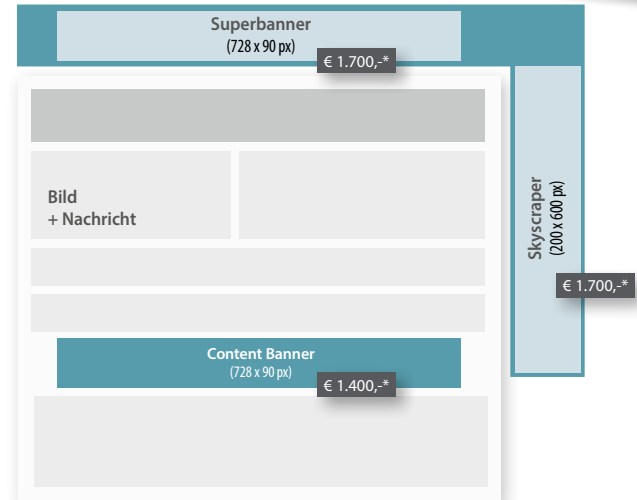 Superbanner
(728 x 90 px)
€ 1.700,-*
Bild
+ Nachricht
Skyscraper
(200 x 600 px)
€ 1.700,-*
Content Banner
(728 x 90 px)
€ 1.400,-*